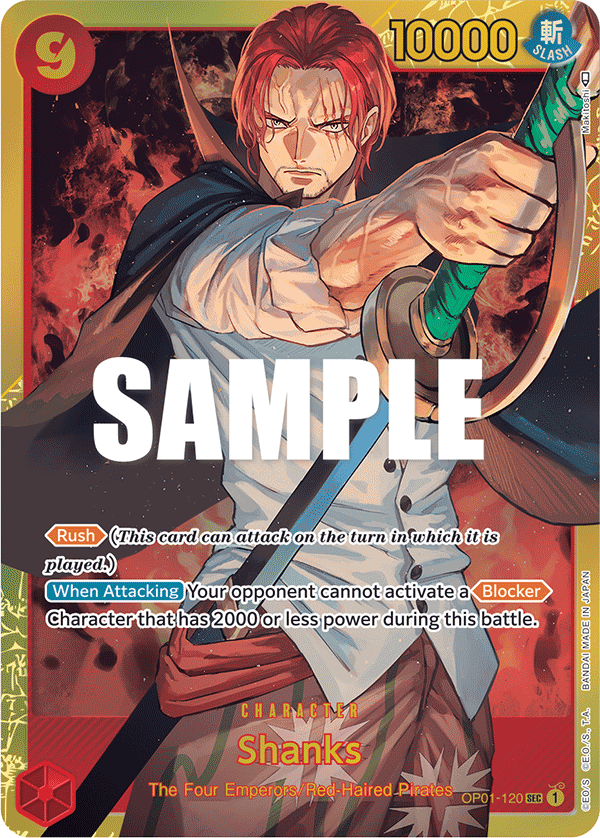 9
10000
斬
SLASH
Makitoshi
SAMPLE
Rush (This card can attack on the turn in which it is
played.)
When Attacking Your opponent cannot activate a Blocker
Character that has 2000 or less power during this battle.
CHARACTER
Shanks
The Four Emperors/Red-Haired Pirates
OP01-120 SEC 1
©E.O/S ©E.O./S., T.A. BANDAI MADE IN JAPAN